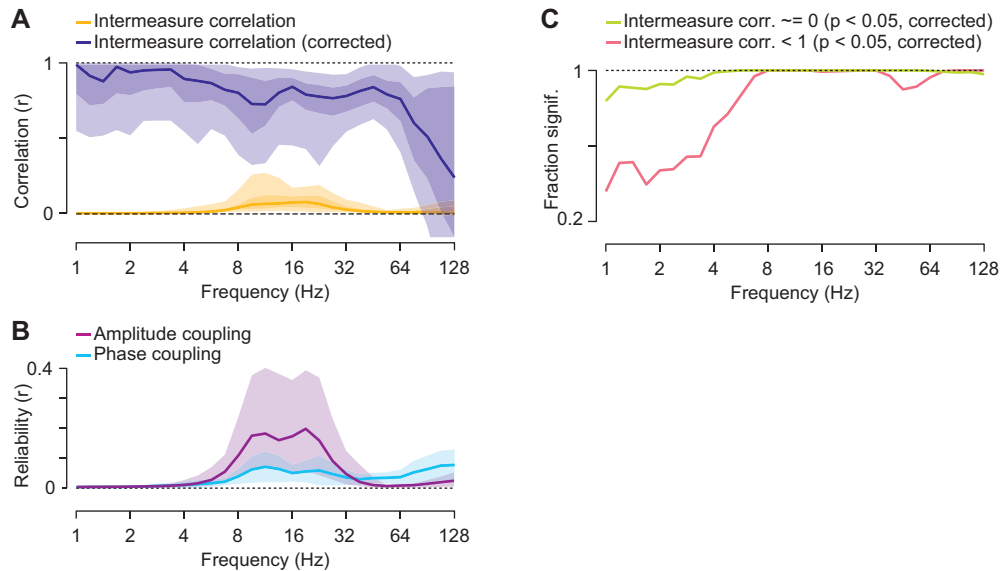 A
Intermeasure correlation
Intermeasure correlation (corrected)
1
Correlation (r)
0
1 2 4 8 16 32 64 128
Frequency (Hz)
B
Amplitude coupling
Phase coupling
0.4
Reliability (r)
0
1 2 4 8 16 32 64 128
Frequency (Hz)
C
Intermeasure corr. ~= 0 (p < 0.05, corrected)
Intermeasure corr. < 1 (p < 0.05, corrected)
1
Fraction signif.
0.2
1 2 4 8 16 32 64 128
Frequency (Hz)